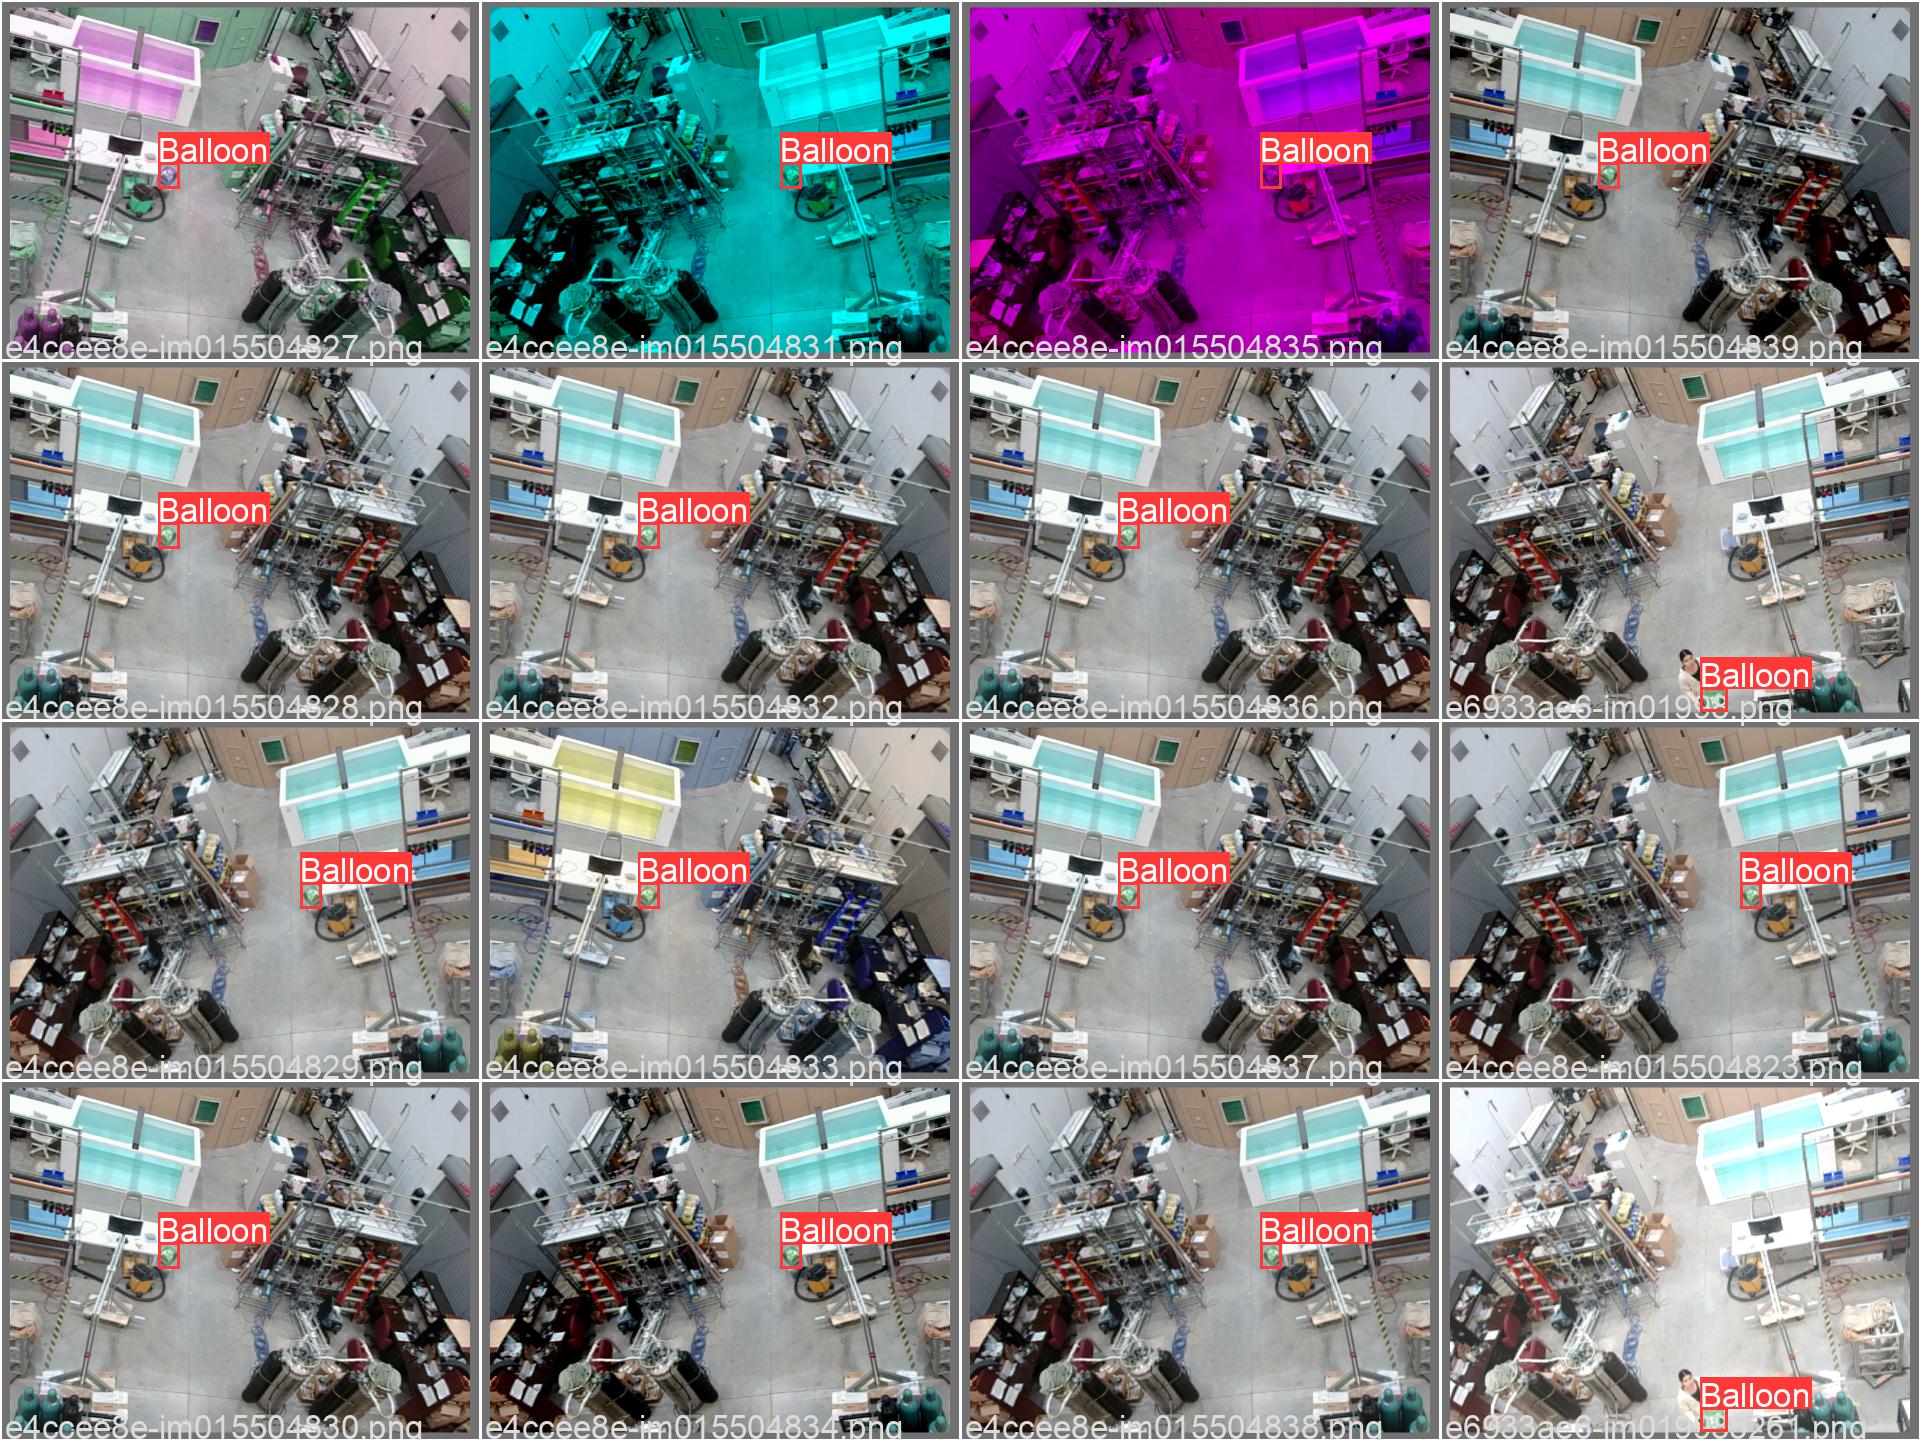 Balloon
e4ccee8e-im015504827.png
Balloon
e4ccee8e-im015504831.png
Balloon
e4ccee8e-im015504835.png
Balloon
e4ccee8e-im015504839.png
Balloon
e4ccee8e-im015504828.png
Balloon
e4ccee8e-im015504832.png
Balloon
e4ccee8e-im015504836.png
Balloon
Balloon
e4ccee8e-im015504829.png
Balloon
e4ccee8e-im015504833.png
Balloon
e4ccee8e-im015504837.png
Balloon
e4ccee8e-im015504823.png
Balloon
e4ccee8e-im015504830.png
Balloon
e4ccee8e-im015504834.png
Balloon
e4ccee8e-im015504838.png
Balloon